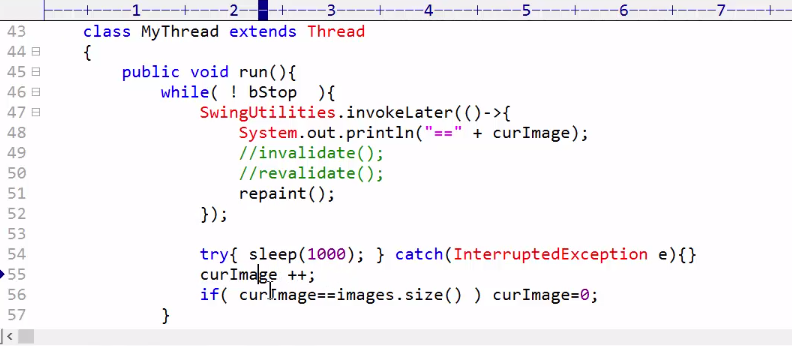 ----+----1----+----2----+----3----+----4----+----5----+----6----+----7----+--
43 class MyThread extends Thread
44 {
45 public void run(){
46 while( ! bStop ){
47 SwingUtilities.invokeLater(()->{
48 System.out.println("==" + curImage);
49 //invalidate();
50 //revalidate();
51 repaint();
52 });
53
54 try{ sleep(1000); } catch(InterruptedException e){}
55 curImage ++;
56 if( curImage==images.size() ) curImage=0;
57 }